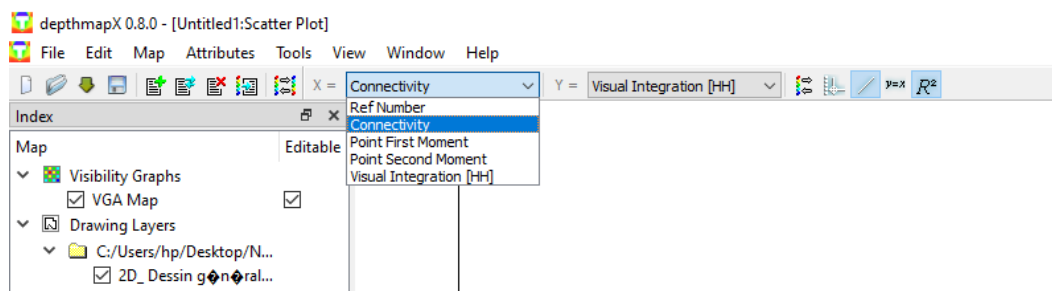 depthmapX 0.8.0 - [Untitled1:Scatter Plot]
File Edit Map Attributes Tools View Window Help
X = Connectivity Y = Visual Integration [HH] y=x R²
Index
Ref Number
Connectivity
Map Editable
Point First Moment
Point Second Moment
Visual Integration [HH]
Visibility Graphs
VGA Map
Drawing Layers
C:/Users/hp/Desktop/N...
2D_ Dessin g�n�ral...